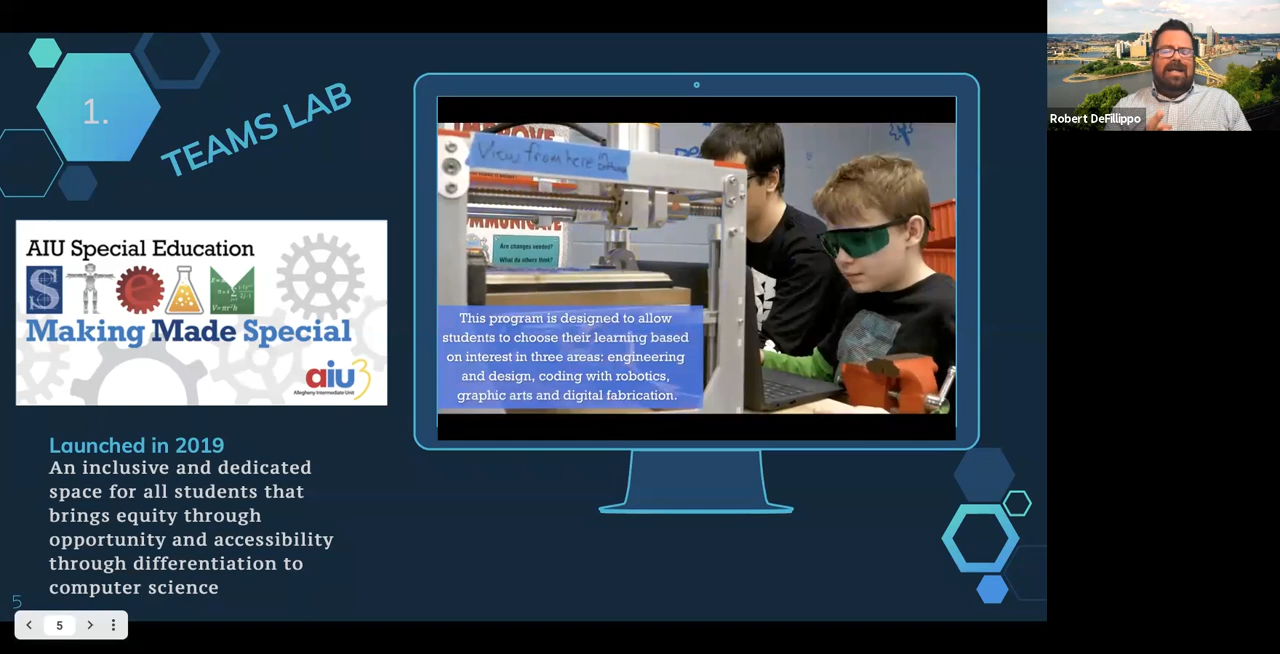 1.
TEAMS LAB
AIU Special Education
STeAM
Making Made Special
aiu3
Allegheny Intermediate Unit
IMPROVE
View from here
COMMUNICATE
Are changes needed?
What do others think?
This program is designed to allow
students to choose their learning based
on interest in three areas: engineering
and design, coding with robotics,
graphic arts and digital fabrication.
Launched in 2019
An inclusive and dedicated
space for all students that
brings equity through
opportunity and accessibility
through differentiation to
computer science
5
5
Robert DeFillippo